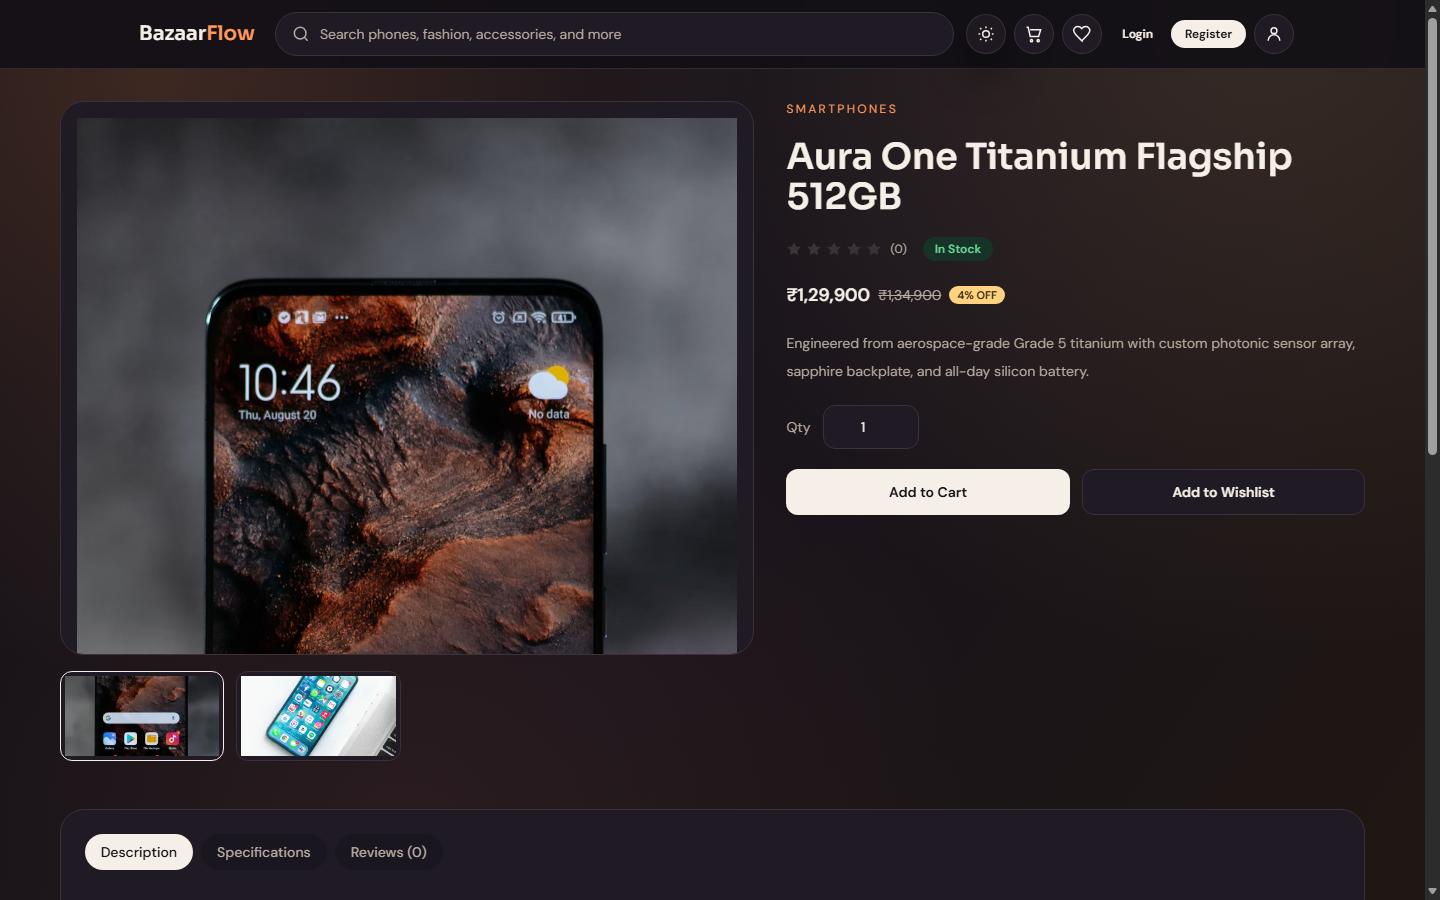 BazaarFlow
Search phones, fashion, accessories, and more
Login
Register
SMARTPHONES
Aura One Titanium Flagship
512GB
(0)
In Stock
₹1,29,900 ₹1,34,900 4% OFF
Engineered from aerospace-grade Grade 5 titanium with custom photonic sensor array,
sapphire backplate, and all-day silicon battery.
Qty 1
Add to Cart
Add to Wishlist
10:46
Thu, August 20
No data
Description
Specifications
Reviews (0)